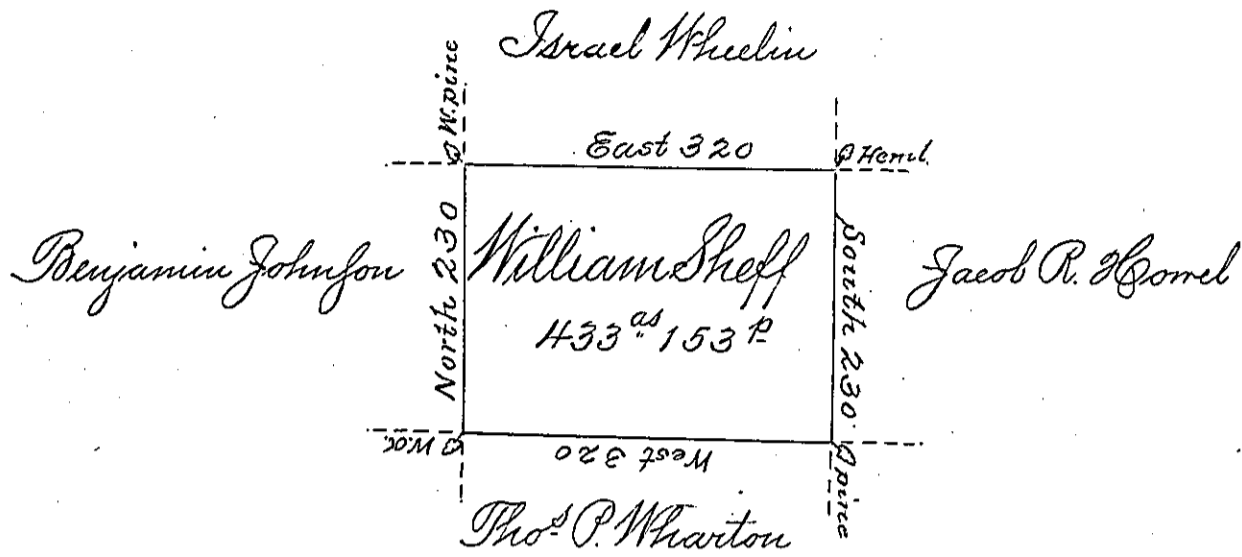 Israel Wheelin
W. pine
East 320
Heml.
Benjamin Johnson
North 230
William Sheff
433 as 153 P
South 230
Jacob R. Howel
W. o.
West 320
pine
Thos P. Wharton